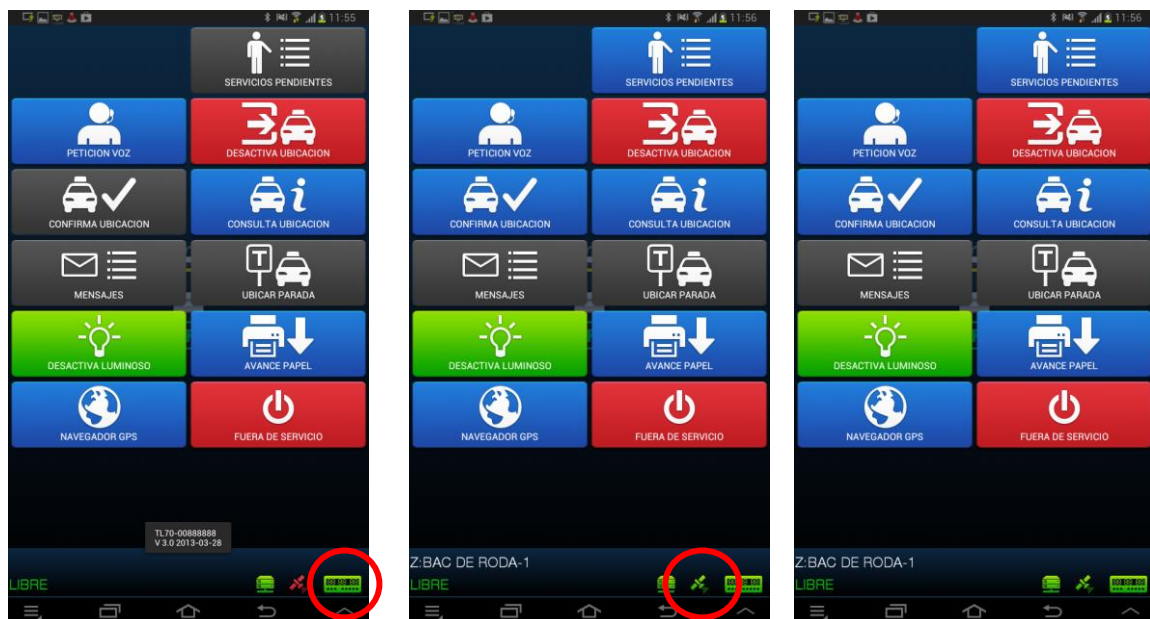 11:55
SERVICIOS PENDIENTES
PETICION VOZ
DESACTIVA UBICACION
CONFIRMA UBICACION
CONSULTA UBICACION
MENSAJES
T
UBICAR PARADA
DESACTIVA LUMINOSO
AVANCE PAPEL
NAVEGADOR GPS
FUERA DE SERVICIO
TL70-00888888
V 3.0 2013-03-28
LIBRE
11:56
SERVICIOS PENDIENTES
PETICION VOZ
DESACTIVA UBICACION
CONFIRMA UBICACION
CONSULTA UBICACION
MENSAJES
T
UBICAR PARADA
DESACTIVA LUMINOSO
AVANCE PAPEL
NAVEGADOR GPS
FUERA DE SERVICIO
Z:BAC DE RODA-1
LIBRE
11:56
SERVICIOS PENDIENTES
PETICION VOZ
DESACTIVA UBICACION
CONFIRMA UBICACION
CONSULTA UBICACION
MENSAJES
T
UBICAR PARADA
DESACTIVA LUMINOSO
AVANCE PAPEL
NAVEGADOR GPS
FUERA DE SERVICIO
Z:BAC DE RODA-1
LIBRE